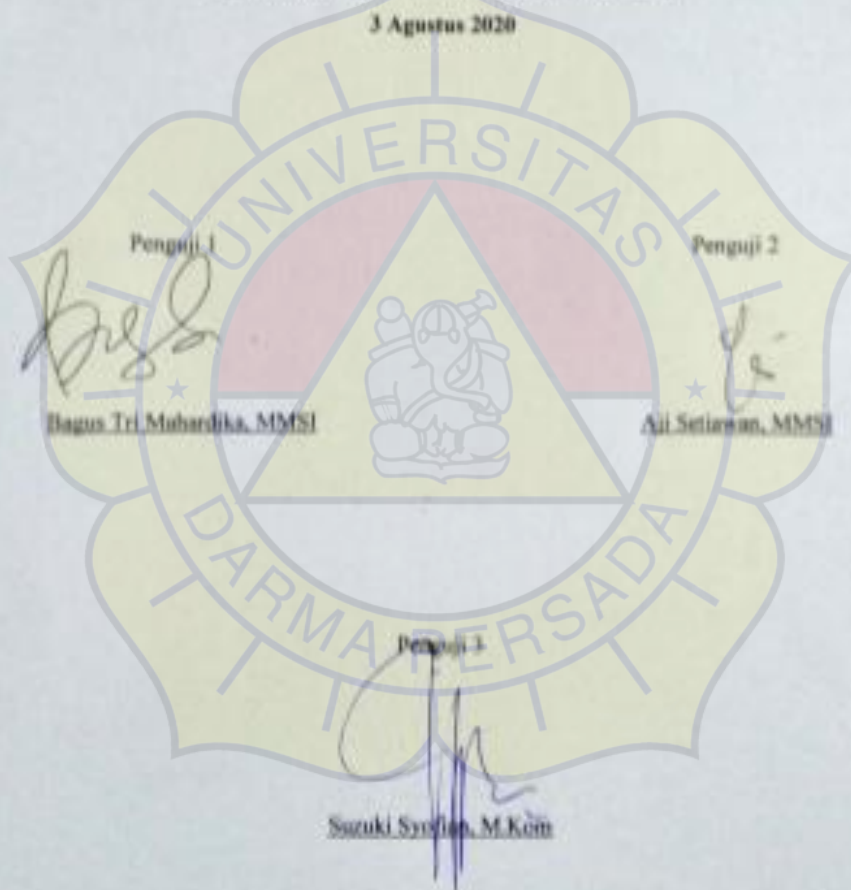 3 Agustus 2020
UNIVERSITAS
Penguji 1
Penguji 2
Bagus Tri Mahardika, MMSI
Aji Setiawan, MMSI
DARMA PERSADA
Penguji 3
Suzuki Syofian, M.Kom